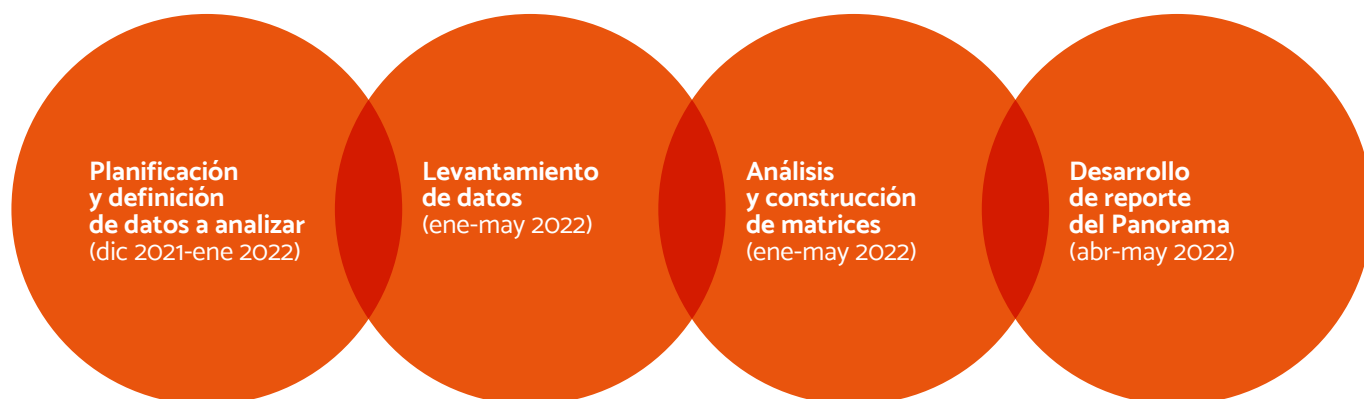 Planificación
y definición
de datos a analizar
(dic 2021-ene 2022)
Levantamiento
de datos
(ene-may 2022)
Análisis
y construcción
de matrices
(ene-may 2022)
Desarrollo
de reporte
del Panorama
(abr-may 2022)